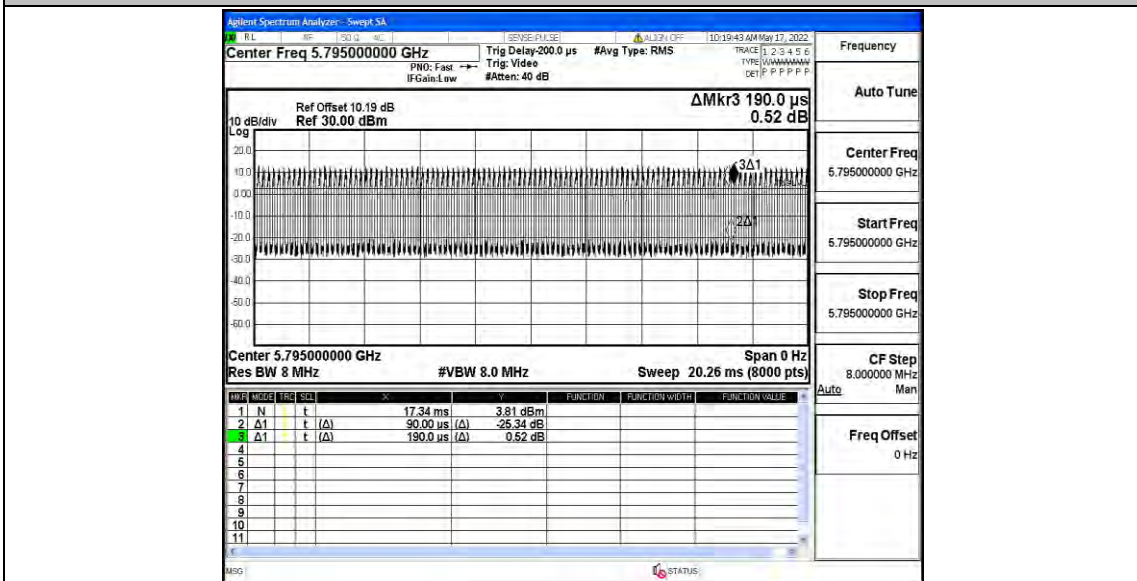 Agilent Spectrum Analyzer - Swept SA
RL RF 50 Ω AC SENSE:PULSE ALIGN OFF 10:19:43 AM May 17, 2022
Center Freq 5.795000000 GHz
PNO: Fast
IFGain:Low
Trig Delay-200.0 µs
Trig: Video
#Atten: 40 dB
#Avg Type: RMS
TRACE 1 2 3 4 5 6
TYPE WWWWWW
DET P P P P P P
Frequency
Auto Tune
Center Freq
5.795000000 GHz
Start Freq
5.795000000 GHz
Stop Freq
5.795000000 GHz
CF Step
8.000000 MHz
Auto Man
Freq Offset
0 Hz
ΔMkr3 190.0 µs
0.52 dB
Ref Offset 10.19 dB
10 dB/div Ref 30.00 dBm
Log
20.0
10.0
0.00
-10.0
-20.0
-30.0
-40.0
-50.0
-60.0
3Δ1
2Δ1
Center 5.795000000 GHz Span 0 Hz
Res BW 8 MHz #VBW 8.0 MHz Sweep 20.26 ms (8000 pts)
MKR MODE TRC SCL X Y FUNCTION FUNCTION WIDTH FUNCTION VALUE
1 N t 17.34 ms 3.81 dBm
2 Δ1 t (Δ) 90.00 µs (Δ) -25.34 dB
3 Δ1 t (Δ) 190.0 µs (Δ) 0.52 dB
4
5
6
7
8
9
10
11
MSG STATUS